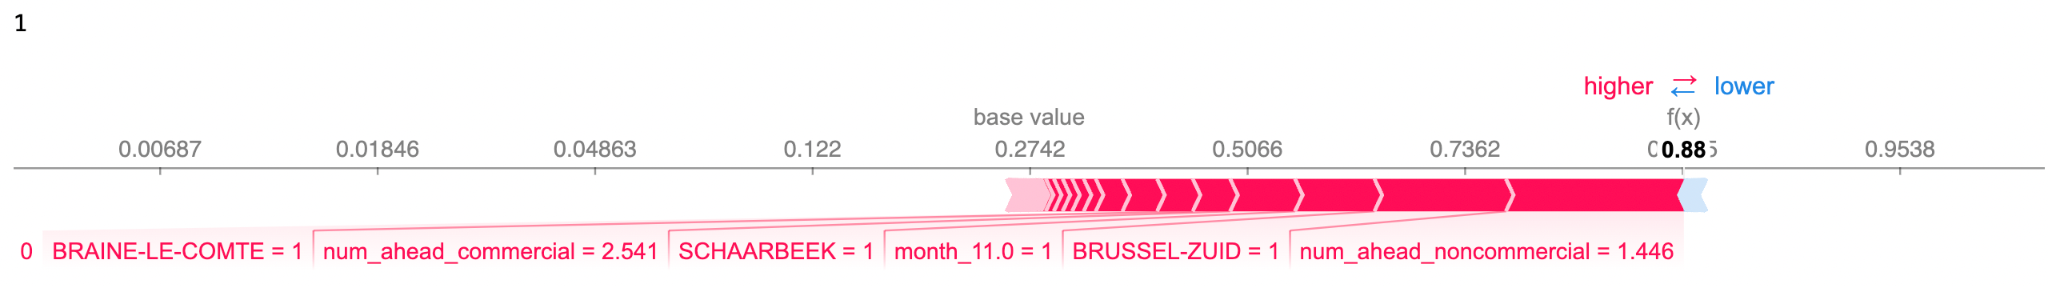 1
higher lower
base value f(x)
0.00687 0.01846 0.04863 0.122 0.2742 0.5066 0.7362 0.88 0.9538
0 BRAINE-LE-COMTE = 1 num_ahead_commercial = 2.541 SCHAARBEEK = 1 month_11.0 = 1 BRUSSEL-ZUID = 1 num_ahead_noncommercial = 1.446